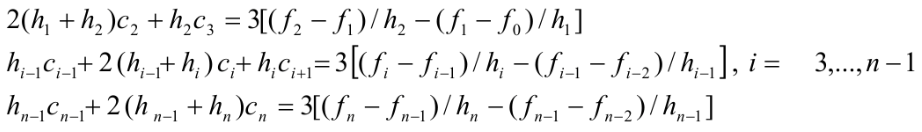 2(h₁ + h₂)c₂ + h₂c₃ = 3[(f₂ − f₁)/h₂ − (f₁ − f₀)/h₁]
hᵢ₋₁cᵢ₋₁+ 2(hᵢ₋₁+ hᵢ)cᵢ+ hᵢcᵢ₊₁=3[(fᵢ − fᵢ₋₁)/hᵢ − (fᵢ₋₁ − fᵢ₋₂)/hᵢ₋₁], i = 3,...,n−1
hₙ₋₁cₙ₋₁+ 2(hₙ₋₁ + hₙ)cₙ = 3[(fₙ − fₙ₋₁)/hₙ − (fₙ₋₁ − fₙ₋₂)/hₙ₋₁]